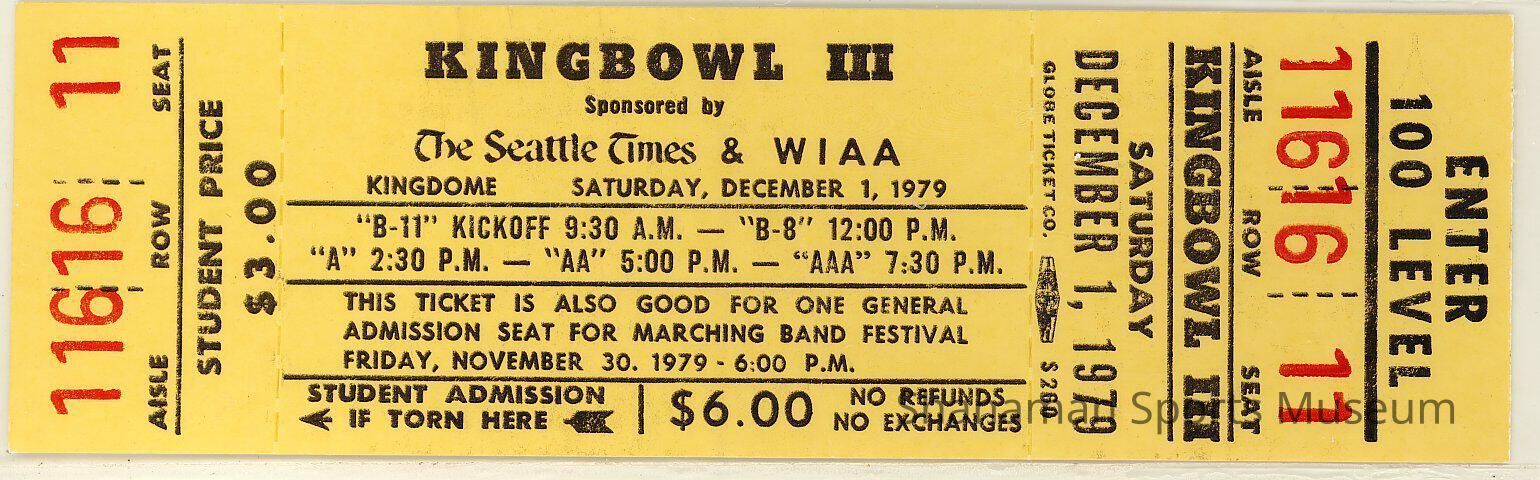 11616 11
AISLE ROW SEAT
STUDENT PRICE
$3.00
KINGBOWL III
Sponsored by
The Seattle Times & WIAA
KINGDOME SATURDAY, DECEMBER 1, 1979
"B-11" KICKOFF 9:30 A.M. — "B-8" 12:00 P.M.
"A" 2:30 P.M. — "AA" 5:00 P.M. — "AAA" 7:30 P.M.
THIS TICKET IS ALSO GOOD FOR ONE GENERAL
ADMISSION SEAT FOR MARCHING BAND FESTIVAL
FRIDAY, NOVEMBER 30. 1979 - 6:00 P.M.
STUDENT ADMISSION
IF TORN HERE
$6.00
NO REFUNDS
NO EXCHANGES
GLOBE TICKET CO. S 260
DECEMBER 1, 1979
SATURDAY
KINGBOWL III
AISLE ROW SEAT
11616 11
100 LEVEL
ENTER
Shanaman Sports Museum